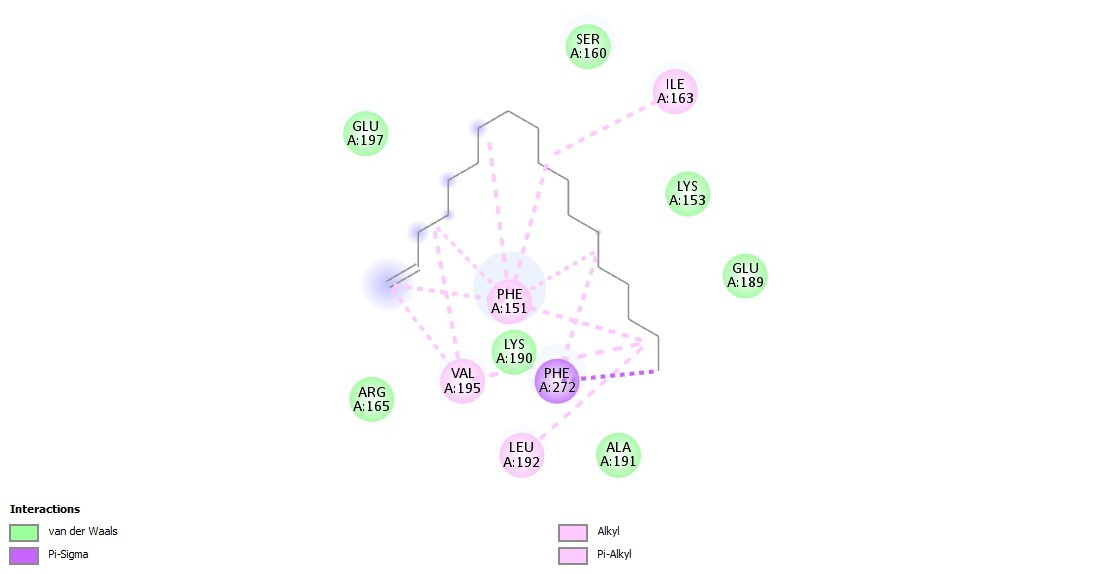 SER
A:160
ILE
A:163
GLU
A:197
LYS
A:153
GLU
A:189
PHE
A:151
LYS
A:190
VAL
A:195
PHE
A:272
ARG
A:165
LEU
A:192
ALA
A:191
Interactions
van der Waals
Pi-Sigma
Alkyl
Pi-Alkyl